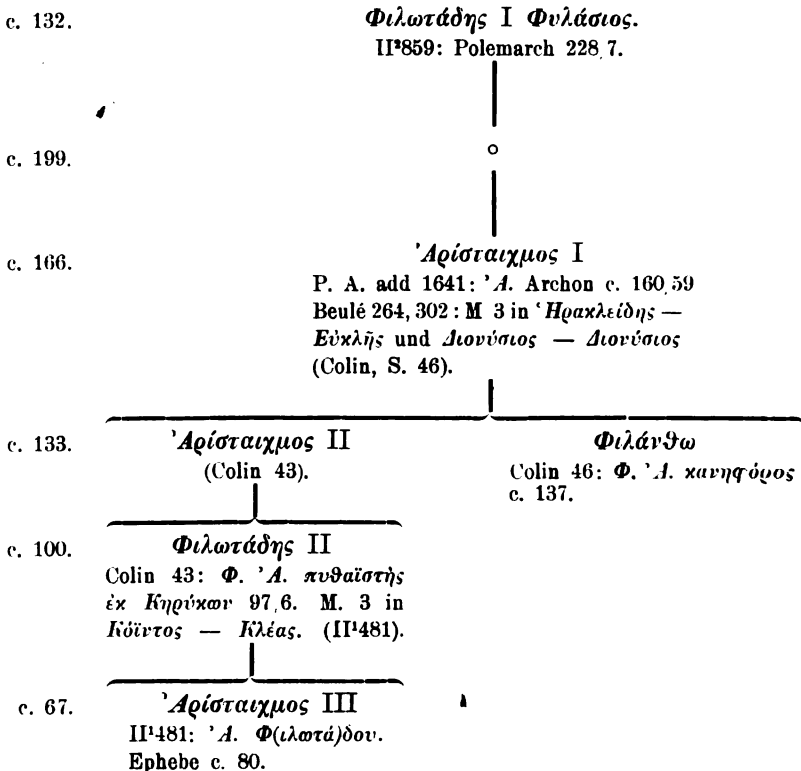 c. 132. Φιλωτάδης I Φυλάσιος.
II²859: Polemarch 228,7.
c. 199.
c. 166. Ἀρίσταιχμος I
P. A. add 1641: Ἀ. Archon c. 160,59
Beulé 264, 302: M 3 in Ἡρακλείδης —
Εὐκλῆς und Διονύσιος — Διονύσιος
(Colin, S. 46).
c. 133. Ἀρίσταιχμος II Φιλάνθω
(Colin 43). Colin 46: Φ. Ἀ. κανηφόρος
c. 137.
c. 100. Φιλωτάδης II
Colin 43: Φ. Ἀ. πυθαϊστὴς
ἐκ Κηρύκων 97,6. M. 3 in
Κόϊντος — Κλέας. (II¹481).
c. 67. Ἀρίσταιχμος III
II¹481: Ἀ. Φ(ιλωτά)δου.
Ephebe c. 80.